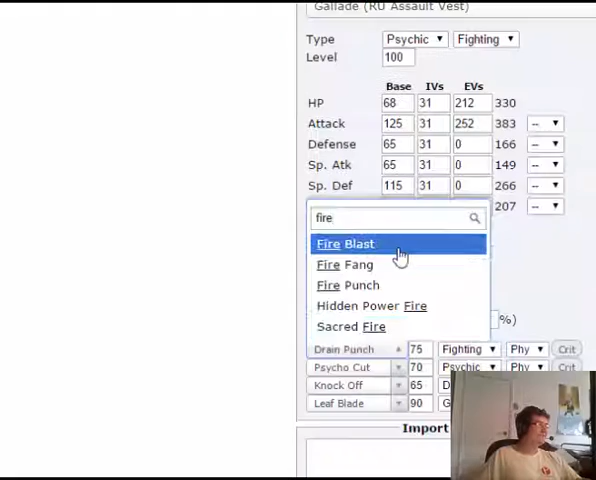 Gallade (RU Assault Vest)
Type Psychic Fighting
Level 100
Base IVs EVs
HP 68 31 212 330
Attack 125 31 252 383 --
Defense 65 31 0 166 --
Sp. Atk 65 31 0 149 --
Sp. Def 115 31 0 266 --
207 --
fire
Fire Blast
Fire Fang
Fire Punch
Hidden Power Fire
Sacred Fire
%)
Drain Punch 75 Fighting Phy Crit
Psycho Cut 70 Psychic Phy Crit
Knock Off 65 D
Leaf Blade 90 G
Import